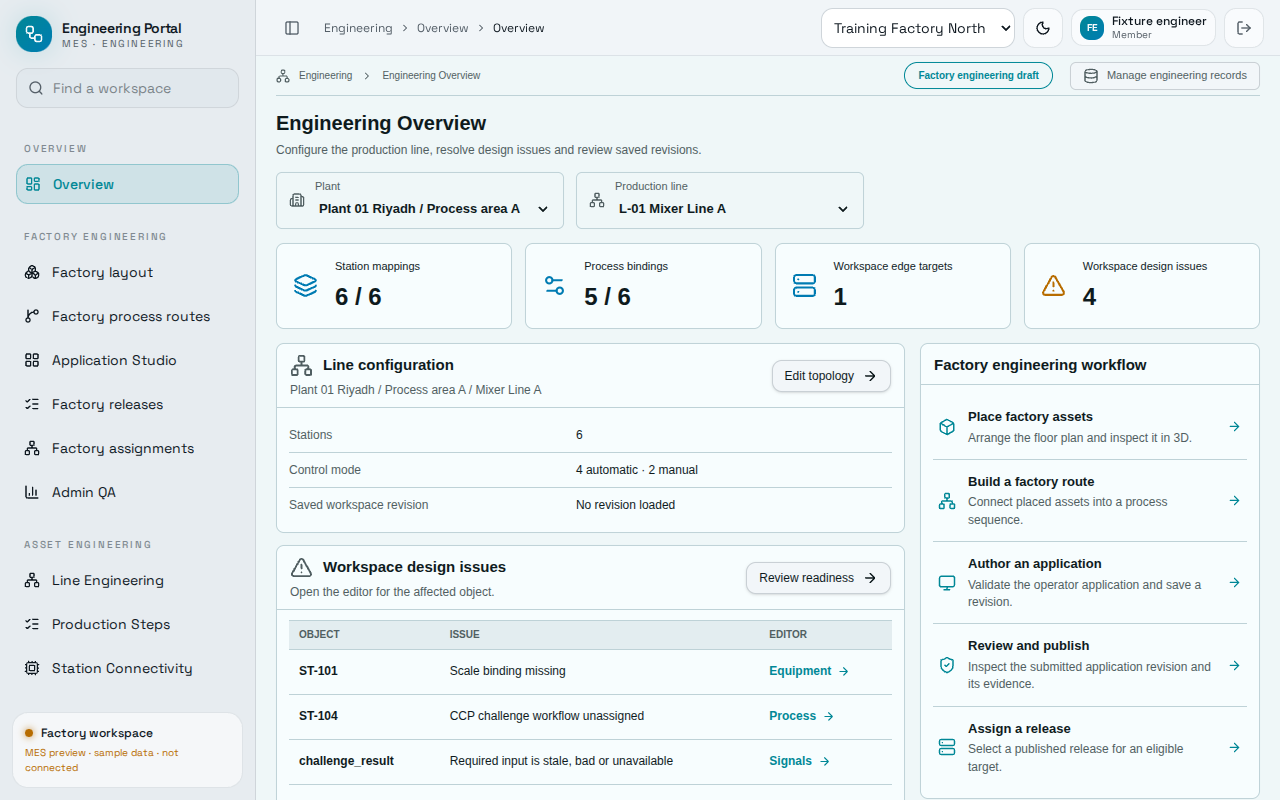 Engineering Portal
MES · ENGINEERING
Find a workspace
OVERVIEW
Overview
FACTORY ENGINEERING
Factory layout
Factory process routes
Application Studio
Factory releases
Factory assignments
Admin QA
ASSET ENGINEERING
Line Engineering
Production Steps
Station Connectivity
Factory workspace
MES preview · sample data · not
connected
Engineering > Overview > Overview
Training Factory North
FE
Fixture engineer
Member
Engineering > Engineering Overview
Factory engineering draft
Manage engineering records
Engineering Overview
Configure the production line, resolve design issues and review saved revisions.
Plant
Plant 01 Riyadh / Process area A
Production line
L-01 Mixer Line A
Station mappings
6 / 6
Process bindings
5 / 6
Workspace edge targets
1
Workspace design issues
4
Line configuration
Plant 01 Riyadh / Process area A / Mixer Line A
Edit topology
Stations 6
Control mode 4 automatic · 2 manual
Saved workspace revision No revision loaded
Workspace design issues
Open the editor for the affected object.
Review readiness
OBJECT ISSUE EDITOR
ST-101 Scale binding missing Equipment
ST-104 CCP challenge workflow unassigned Process
challenge_result Required input is stale, bad or unavailable Signals
Factory engineering workflow
Place factory assets
Arrange the floor plan and inspect it in 3D.
Build a factory route
Connect placed assets into a process
sequence.
Author an application
Validate the operator application and save a
revision.
Review and publish
Inspect the submitted application revision and
its evidence.
Assign a release
Select a published release for an eligible
target.